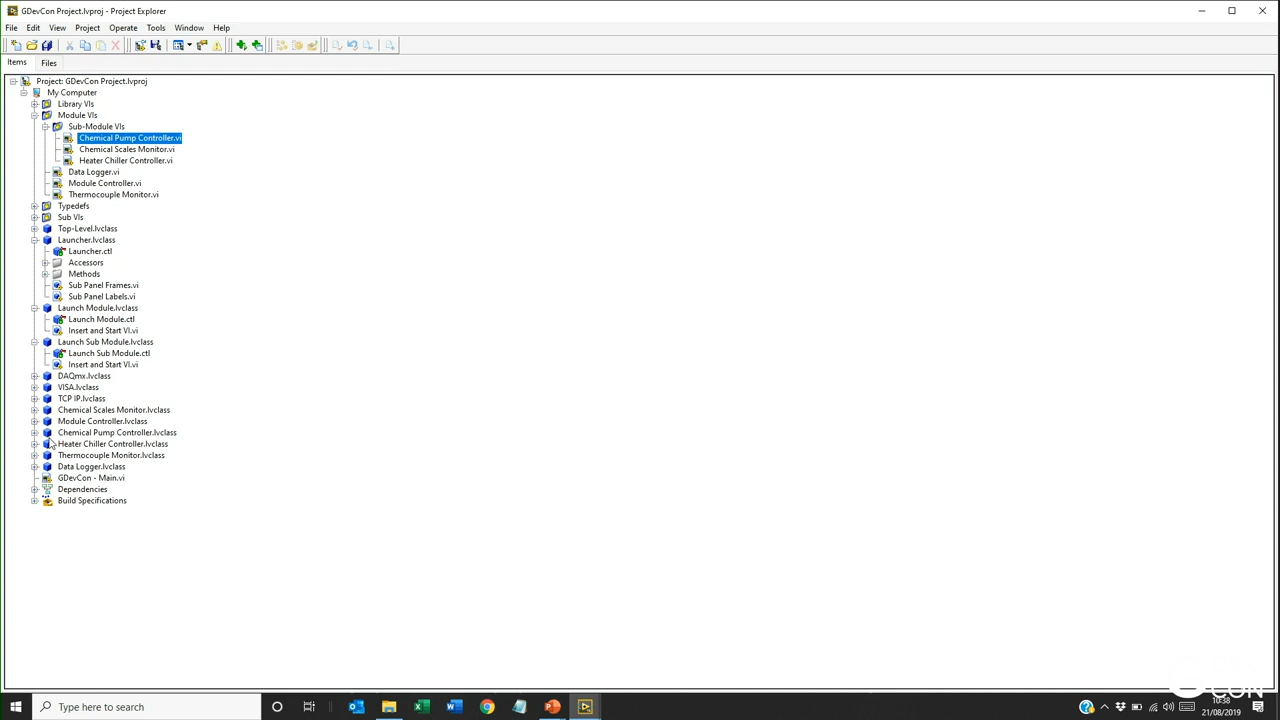 GDevCon Project.lvproj - Project Explorer
File Edit View Project Operate Tools Window Help
Items Files
Project: GDevCon Project.lvproj
My Computer
Library VIs
Module VIs
Sub-Module VIs
Chemical Pump Controller.vi
Chemical Scales Monitor.vi
Heater Chiller Controller.vi
Data Logger.vi
Module Controller.vi
Thermocouple Monitor.vi
Typedefs
Sub VIs
Top-Level.lvclass
Launcher.lvclass
Launcher.ctl
Accessors
Methods
Sub Panel Frames.vi
Sub Panel Labels.vi
Launch Module.lvclass
Launch Module.ctl
Insert and Start VI.vi
Launch Sub Module.lvclass
Launch Sub Module.ctl
Insert and Start VI.vi
DAQmx.lvclass
VISA.lvclass
TCP IP.lvclass
Chemical Scales Monitor.lvclass
Module Controller.lvclass
Chemical Pump Controller.lvclass
Heater Chiller Controller.lvclass
Thermocouple Monitor.lvclass
Data Logger.lvclass
GDevCon - Main.vi
Dependencies
Build Specifications
Type here to search
10:38
21/08/2019